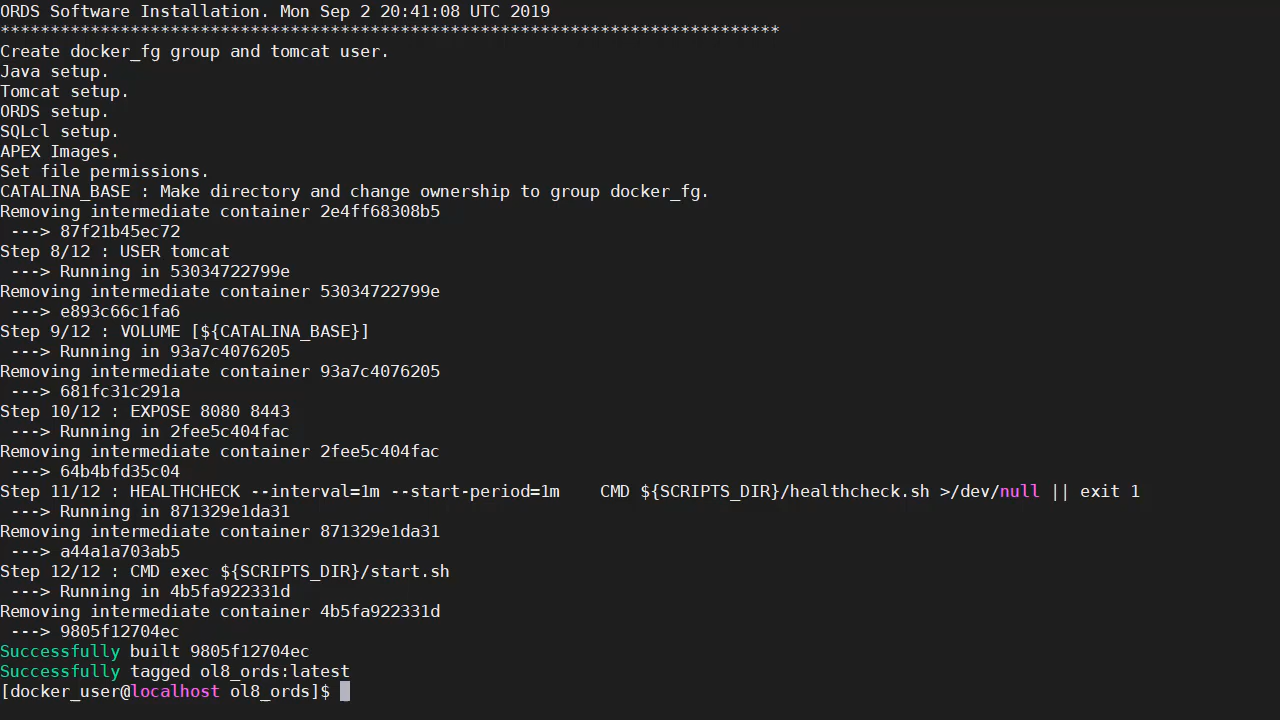 ORDS Software Installation. Mon Sep 2 20:41:08 UTC 2019
******************************************************************************
Create docker_fg group and tomcat user.
Java setup.
Tomcat setup.
ORDS setup.
SQLcl setup.
APEX Images.
Set file permissions.
CATALINA_BASE : Make directory and change ownership to group docker_fg.
Removing intermediate container 2e4ff68308b5
 ---> 87f21b45ec72
Step 8/12 : USER tomcat
 ---> Running in 53034722799e
Removing intermediate container 53034722799e
 ---> e893c66c1fa6
Step 9/12 : VOLUME [${CATALINA_BASE}]
 ---> Running in 93a7c4076205
Removing intermediate container 93a7c4076205
 ---> 681fc31c291a
Step 10/12 : EXPOSE 8080 8443
 ---> Running in 2fee5c404fac
Removing intermediate container 2fee5c404fac
 ---> 64b4bfd35c04
Step 11/12 : HEALTHCHECK --interval=1m --start-period=1m    CMD ${SCRIPTS_DIR}/healthcheck.sh >/dev/null || exit 1
 ---> Running in 871329e1da31
Removing intermediate container 871329e1da31
 ---> a44a1a703ab5
Step 12/12 : CMD exec ${SCRIPTS_DIR}/start.sh
 ---> Running in 4b5fa922331d
Removing intermediate container 4b5fa922331d
 ---> 9805f12704ec
Successfully built 9805f12704ec
Successfully tagged ol8_ords:latest
[docker_user@localhost ol8_ords]$